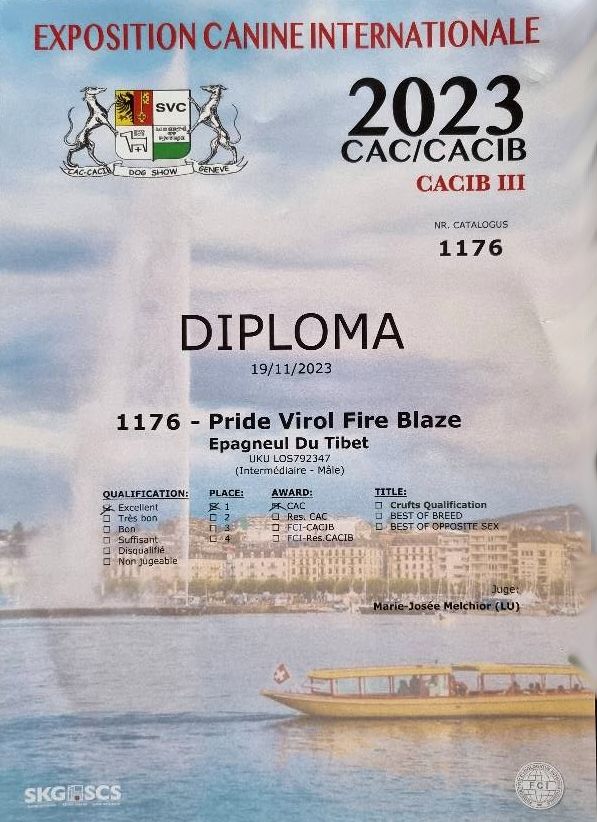 EXPOSITION CANINE INTERNATIONALE
SVC
CAC-CACIB DOG SHOW GENEVE
2023
CAC/CACIB
CACIB III
NR. CATALOGUS
1176
DIPLOMA
19/11/2023
1176 - Pride Virol Fire Blaze
Epagneul Du Tibet
UKU LOS792347
(Intermédiaire - Mâle)
QUALIFICATION: PLACE: AWARD: TITLE:
Excellent 1 CAC Crufts Qualification
Très bon 2 Res. CAC BEST OF BREED
Bon 3 FCI-CACIB BEST OF OPPOSITE SEX
Suffisant 4 FCI-Res.CACIB
Disqualifié
Non jugeable
Juge:
Marie-Josée Melchior (LU)
SKG SCS
FCI